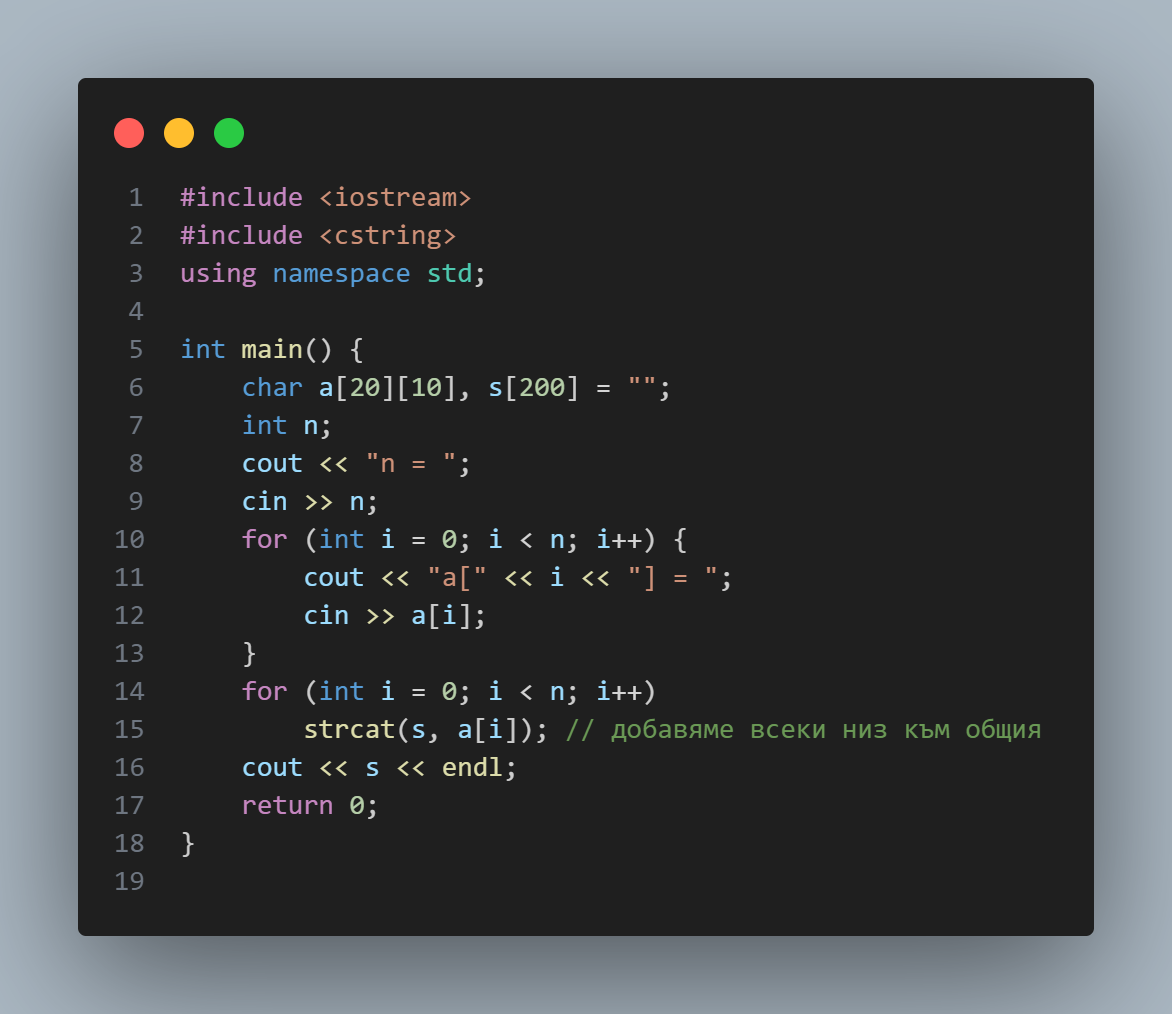 1 #include <iostream>
2 #include <cstring>
3 using namespace std;
4
5 int main() {
6     char a[20][10], s[200] = "";
7     int n;
8     cout << "n = ";
9     cin >> n;
10     for (int i = 0; i < n; i++) {
11         cout << "a[" << i << "] = ";
12         cin >> a[i];
13     }
14     for (int i = 0; i < n; i++)
15         strcat(s, a[i]); // добавяме всеки низ към общия
16     cout << s << endl;
17     return 0;
18 }
19